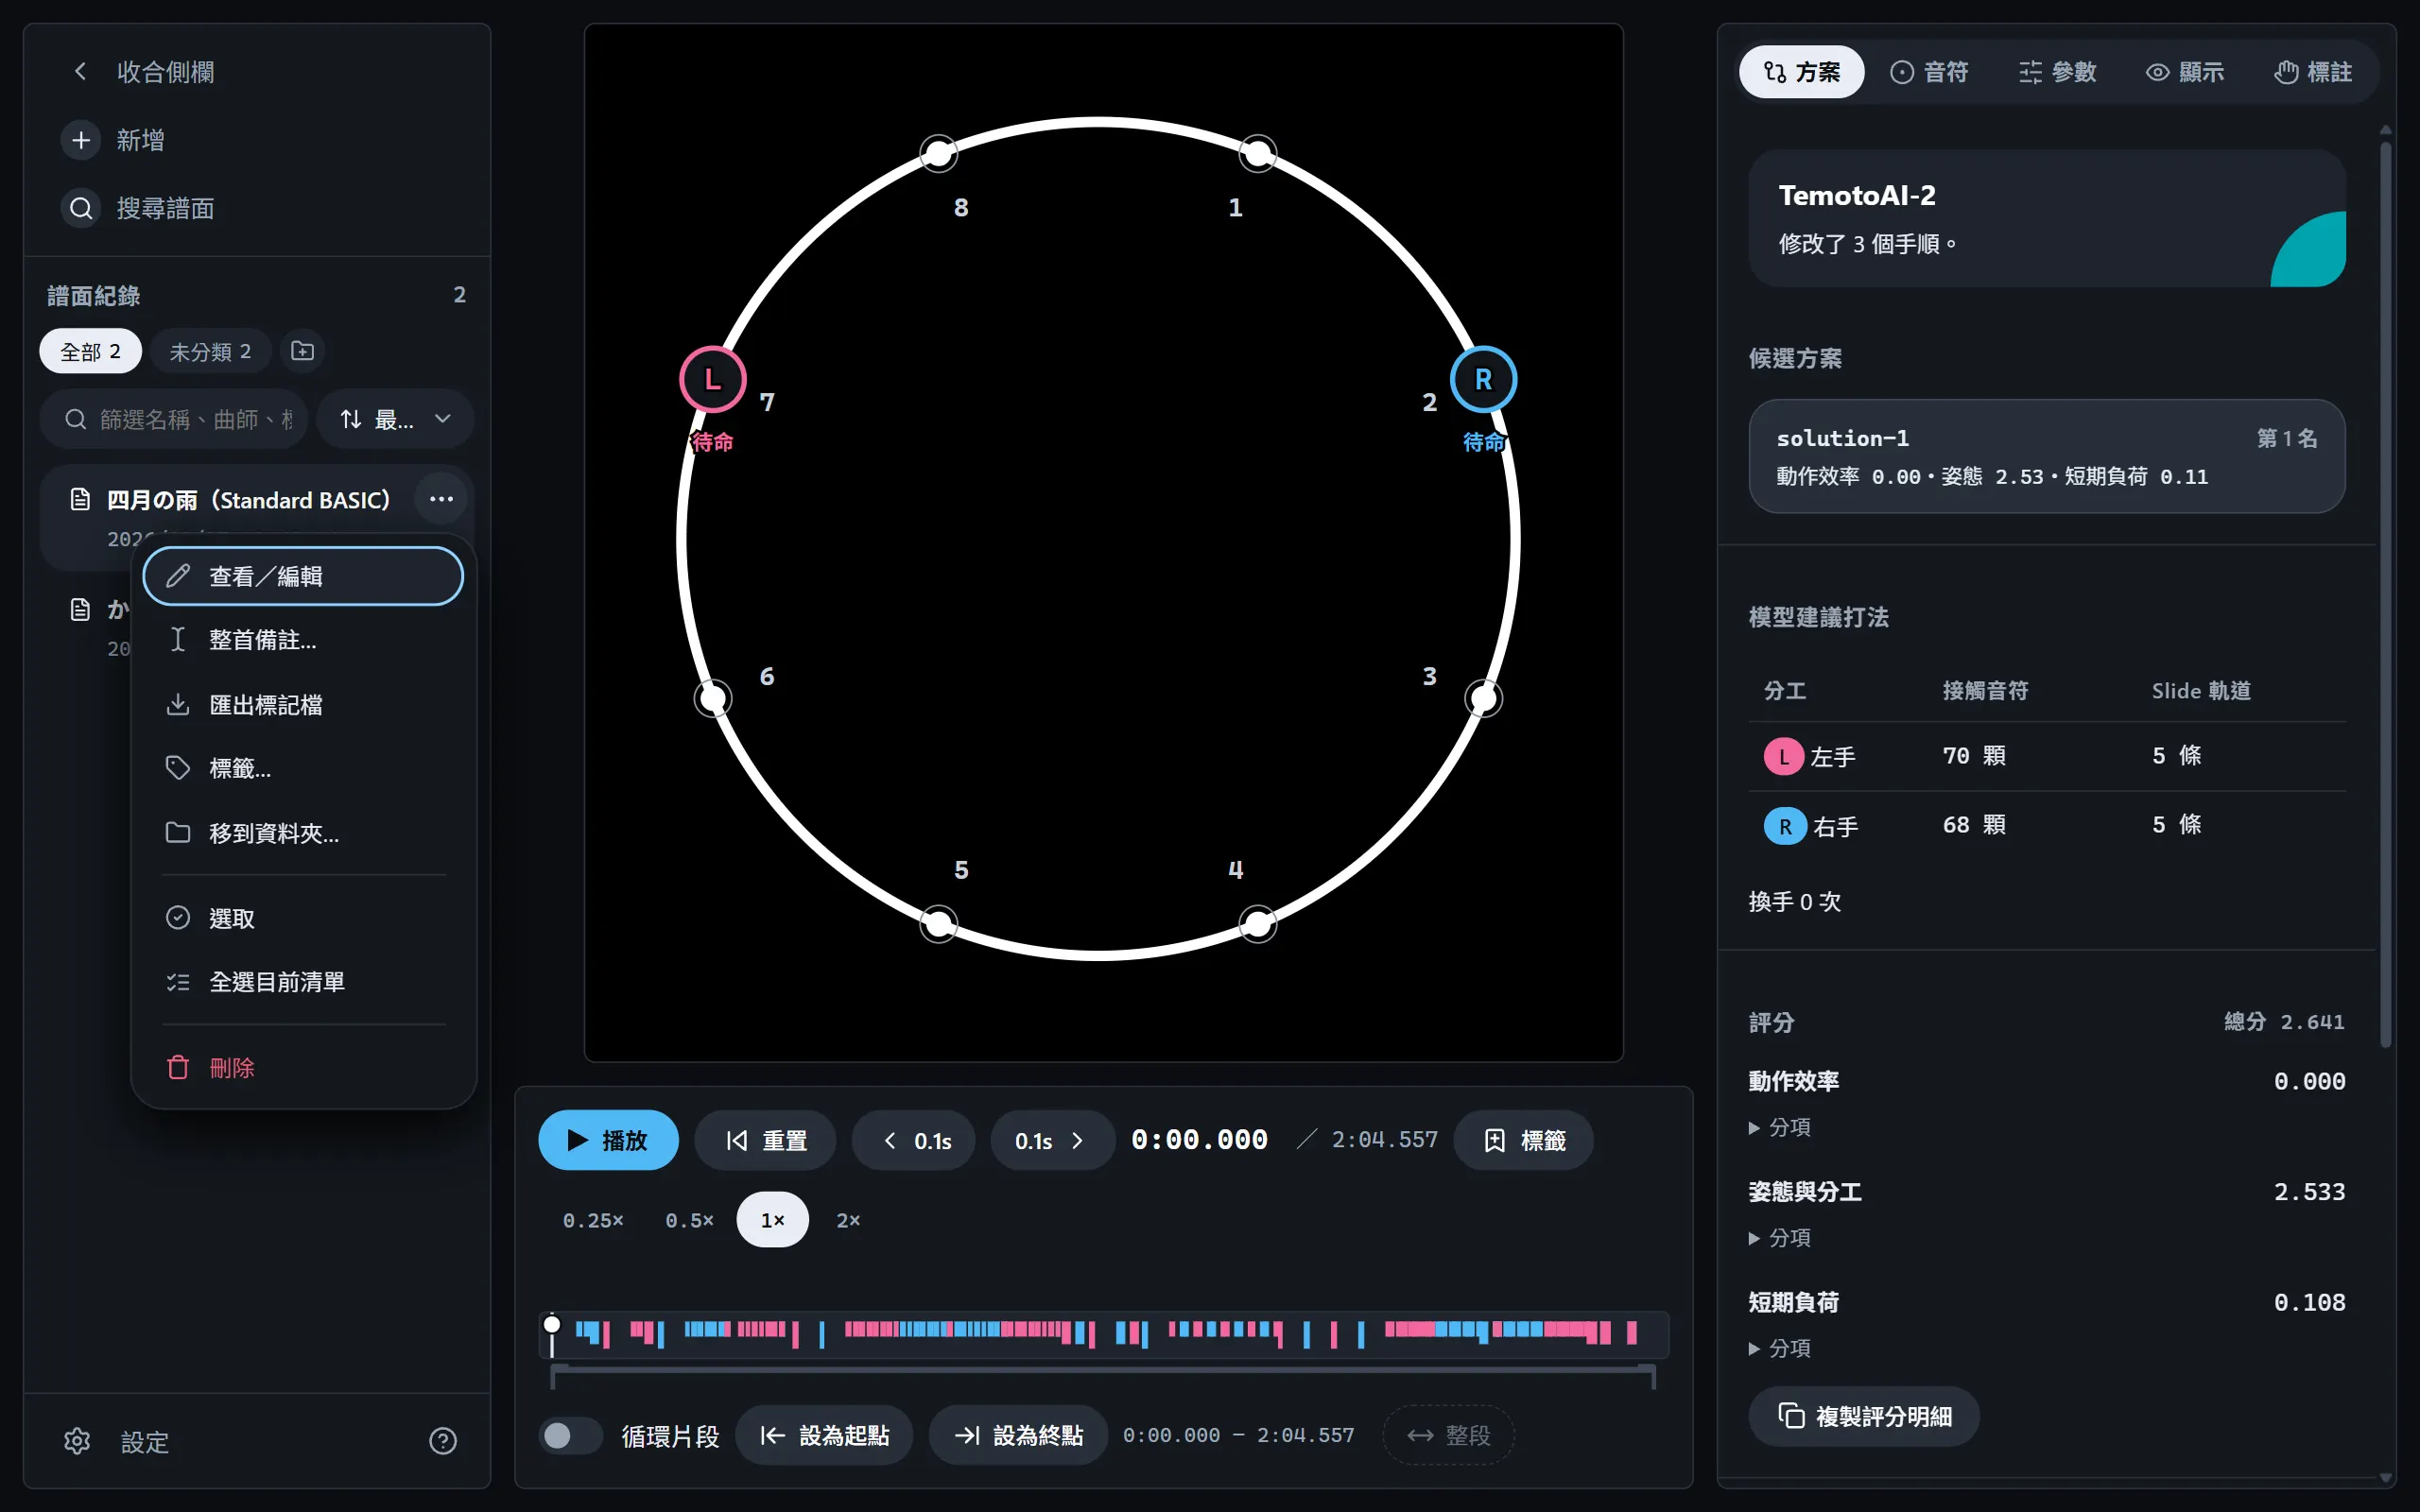 收合側欄
新增
搜尋譜面
譜面紀錄 2
全部 2 未分類 2
篩選名稱、曲師、 最...
四月の雨（Standard BASIC）
202
查看／編輯
か
整首備註...
20
匯出標記檔
標籤...
移到資料夾...
選取
全選目前清單
刪除
設定
8 1
L R
7 2
待命 待命
6 3
5 4
播放 重置 0.1s 0.1s 0:00.000 ／ 2:04.557 標籤
0.25× 0.5× 1× 2×
循環片段 設為起點 設為終點 0:00.000 – 2:04.557 整段
方案 音符 參數 顯示 標註
TemotoAI-2
修改了 3 個手順。
候選方案
solution-1 第 1 名
動作效率 0.00・姿態 2.53・短期負荷 0.11
模型建議打法
分工 接觸音符 Slide 軌道
L 左手 70 顆 5 條
R 右手 68 顆 5 條
換手 0 次
評分 總分 2.641
動作效率 0.000
分項
姿態與分工 2.533
分項
短期負荷 0.108
分項
複製評分明細